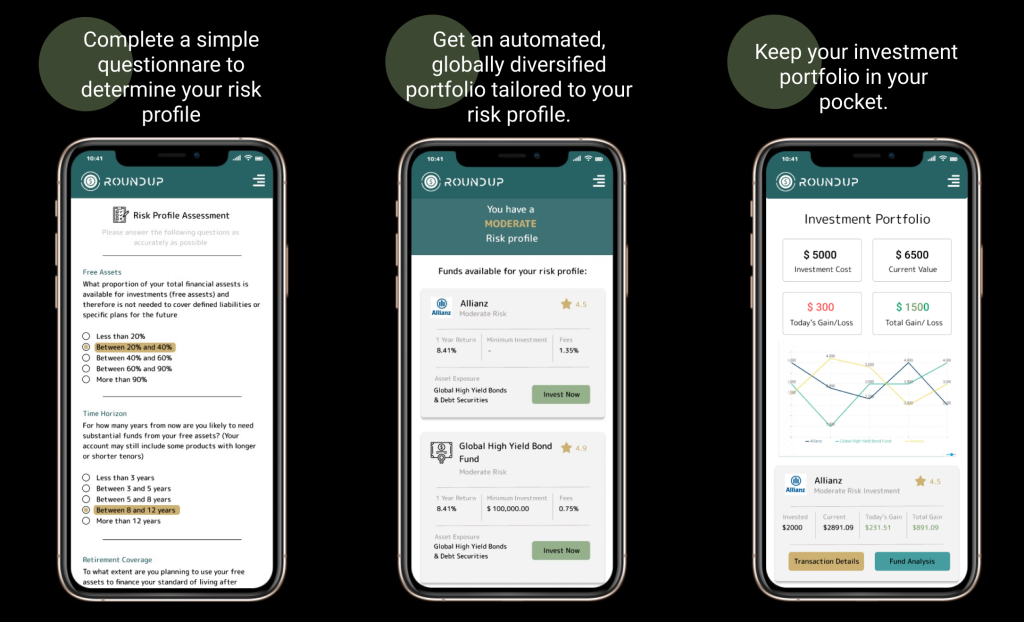 Complete a simple
questionnare to
determine your risk
profile
10:41
ROUNDUP
Risk Profile Assessment
Please answer the following questions as
accurately as possible
Free Assets
What proportion of your total financial assests is
available for investments (free assests) and
therefore is not needed to cover defined liabilities or
specific plans for the future
Less than 20%
Between 20% and 40%
Between 40% and 60%
Between 60% and 90%
More than 90%
Time Horizon
For how many years from now are you likely to need
substantial funds from your free assets? (Your
account may still include some products with longer
or shorter tenors)
Less than 3 years
Between 3 and 5 years
Between 5 and 8 years
Between 8 and 12 years
More than 12 years
Retirement Coverage
To what extent are you planning to use your free
assets to finance your standard of living after
Get an automated,
globally diversified
portfolio tailored to your
risk profile.
10:41
ROUNDUP
You have a
MODERATE
Risk profile
Funds available for your risk profile:
Allianz
Allianz
4.5
Moderate Risk
1 Year Return Minimum Investment Fees
8.41% - 1.35%
Asset Exposure
Global High Yield Bonds
& Debt Securities
Invest Now
Global High Yield Bond
Fund
4.9
Moderate Risk
1 Year Return Minimum Investment Fees
8.41% $ 100,000.00 0.75%
Asset Exposure
Global High Yield Bonds
& Debt Securities
Invest Now
Keep your investment
portfolio in your
pocket.
10:41
ROUNDUP
Investment Portfolio
$ 5000
Investment Cost
$ 6500
Current Value
$ 300
Today's Gain/Loss
$ 1500
Total Gain/ Loss
Allianz
Global High Yield Bond Fund
Allianz
Allianz
4.5
Moderate Risk Investment
Invested Current Today's Gain Total Gain
$2000 $2891.09 $231.51 $891.09
Transaction Details
Fund Analysis